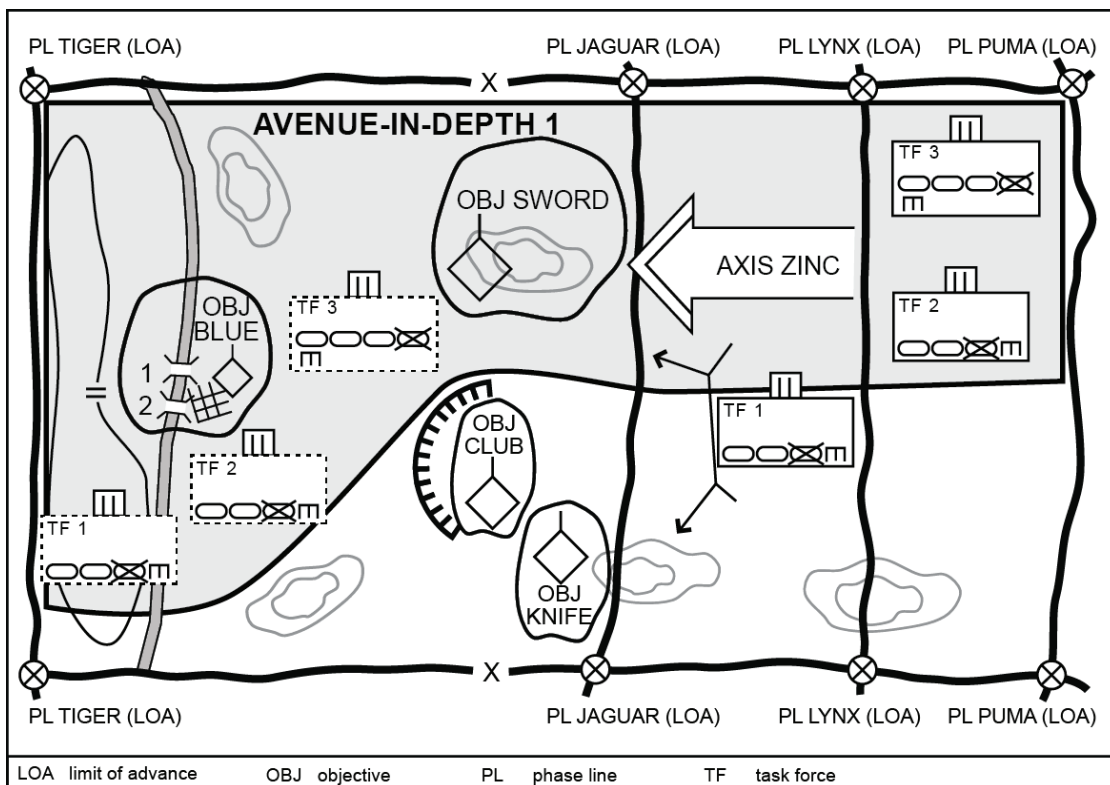 PL TIGER (LOA)
PL JAGUAR (LOA)
PL LYNX (LOA)
PL PUMA (LOA)
X
AVENUE-IN-DEPTH 1
TF 3
E
OBJ SWORD
AXIS ZINC
TF 3
E
OBJ
BLUE
TF 2
E
1
2
TF 1
E
OBJ
CLUB
TF 2
E
TF 1
E
OBJ
KNIFE
X
PL TIGER (LOA)
PL JAGUAR (LOA)
PL LYNX (LOA)
PL PUMA (LOA)
LOA limit of advance
OBJ objective
PL phase line
TF task force